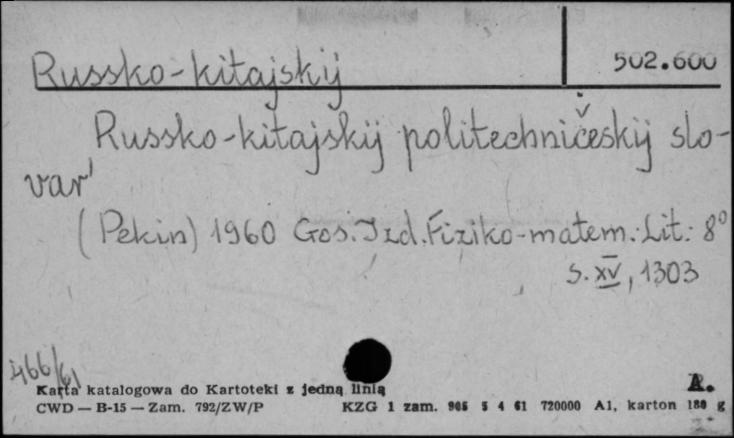 Russko-kitajskij 502.600
Russko-kitajskij politechničeskij slo-
var'
(Pekin) 1960 Gos. Izd. Fiziko-matem. Lit. 8°
s. XV, 1303
466/61
Karta katalogowa do Kartoteki z jedną linią A.
CWD — B-15 — Zam. 792/ZW/P KZG 1 zam. 905 5 4 61 720000 A1, karton 180 g